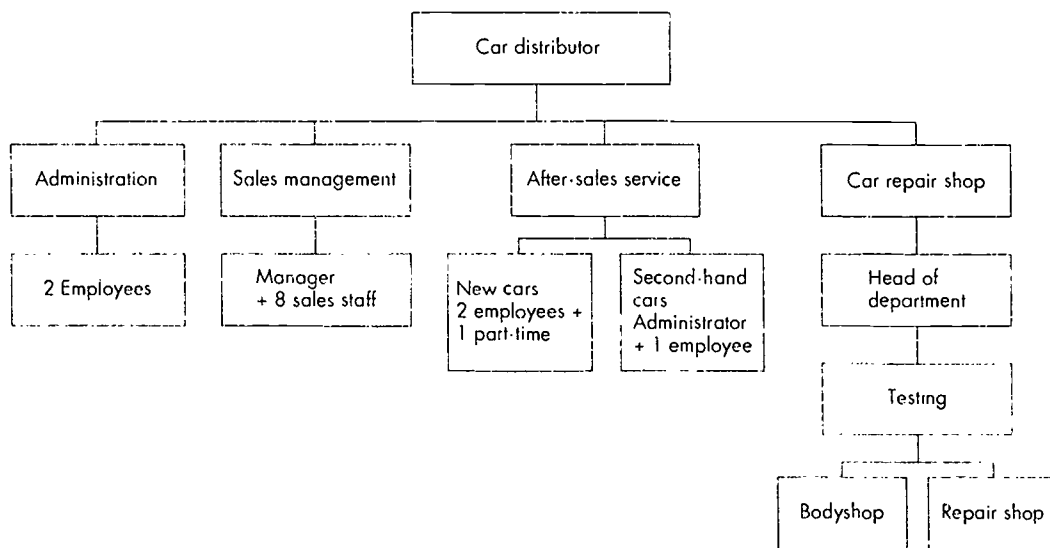 Car distributor
Administration
Sales management
After-sales service
Car repair shop
2 Employees
Manager
+ 8 sales staff
New cars
2 employees +
1 part-time
Second-hand
cars
Administrator
+ 1 employee
Head of
department
Testing
Bodyshop
Repair shop